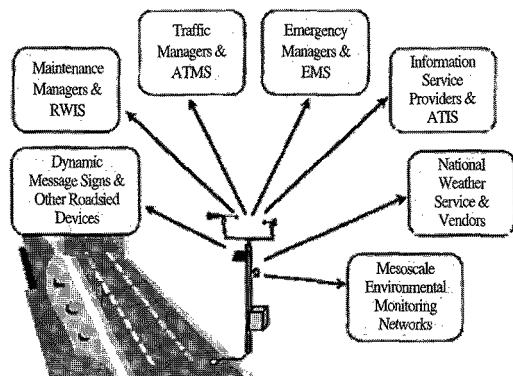 Traffic
Managers &
ATMS
Emergency
Managers &
EMS
Maintenance
Managers &
RWIS
Information
Service
Providers &
ATIS
Dynamic
Message Signs &
Other Roadsied
Devices
National
Weather
Service &
Vendors
Mesoscale
Environmental
Monitoring
Networks